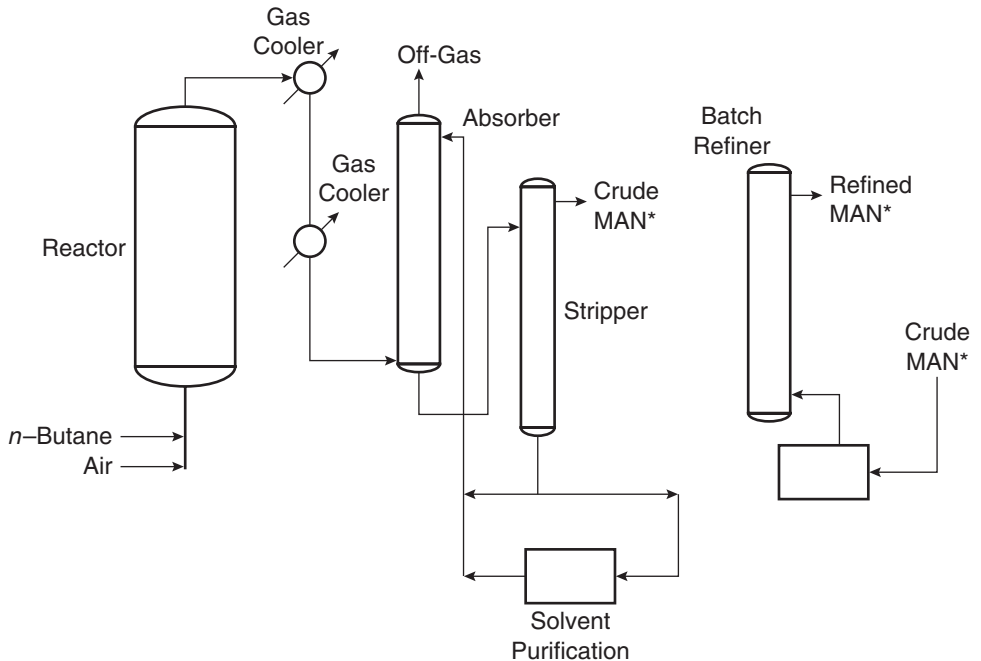 Gas
Cooler
Off-Gas
Absorber
Batch
Refiner
Gas
Cooler
Crude
MAN*
Refined
MAN*
Reactor
Stripper
Crude
MAN*
n–Butane
Air
Solvent
Purification